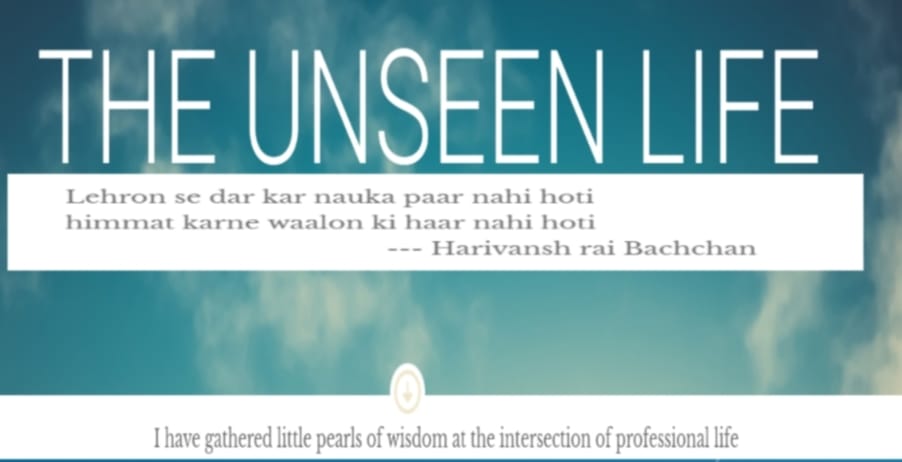 THE UNSEEN LIFE
Lehron se dar kar nauka paar nahi hoti
himmat karne waalon ki haar nahi hoti
--- Harivansh rai Bachchan
I have gathered little pearls of wisdom at the intersection of professional life